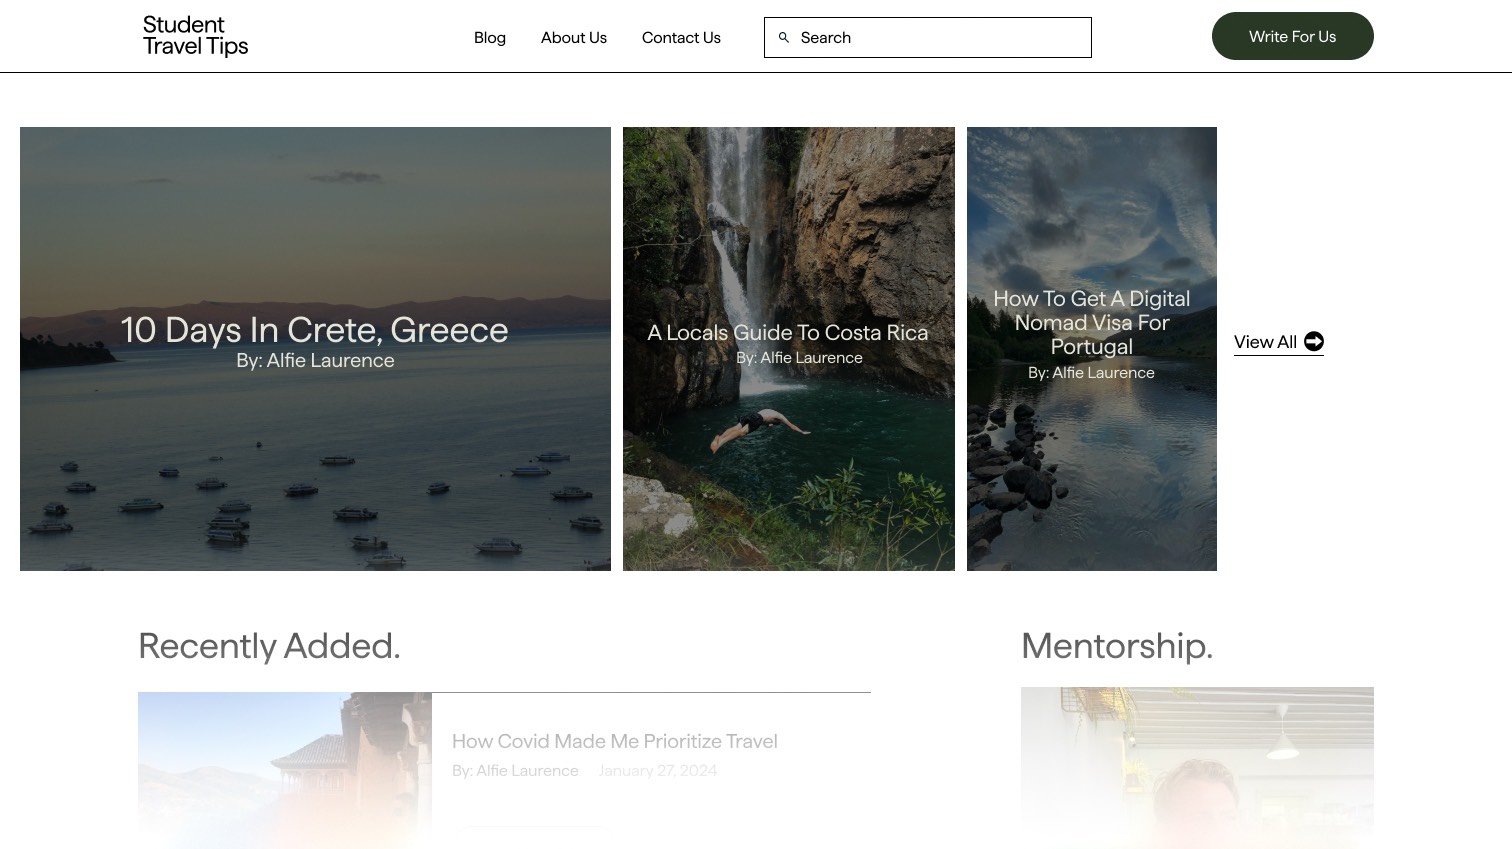 Student
Travel Tips
Blog
About Us
Contact Us
Search
Write For Us
10 Days In Crete, Greece
By: Alfie Laurence
A Locals Guide To Costa Rica
By: Alfie Laurence
How To Get A Digital
Nomad Visa For
Portugal
By: Alfie Laurence
View All
Recently Added.
Mentorship.
How Covid Made Me Prioritize Travel
By: Alfie Laurence
January 27, 2024